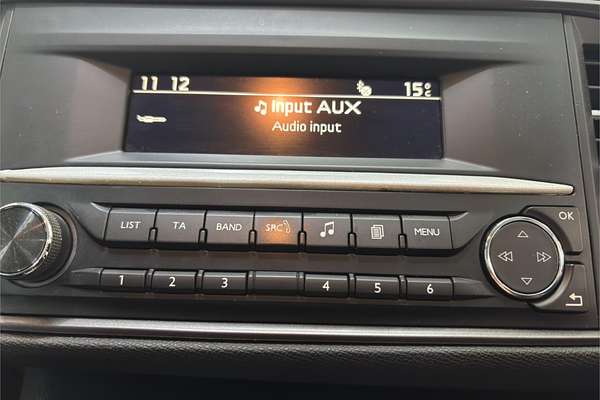 11 12 15°C
Input AUX
Audio input
LIST TA BAND SRC MENU OK
1 2 3 4 5 6